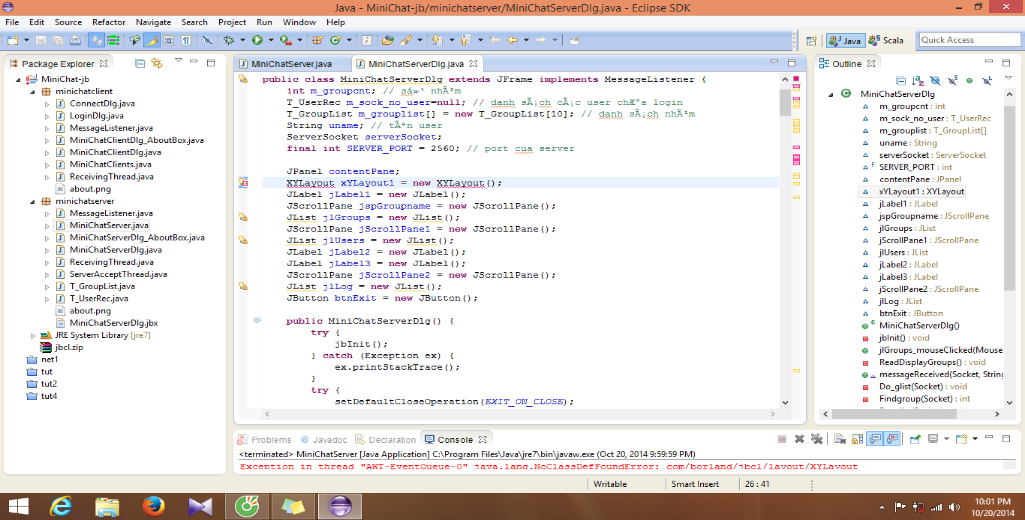 Java - MiniChat-jb/minichatserver/MiniChatServerDlg.java - Eclipse SDK
File Edit Source Refactor Navigate Search Project Run Window Help
Java Scala Quick Access
Package Explorer
MiniChat-jb
minichatclient
ConnectDlg.java
LoginDlg.java
MessageListener.java
MiniChatClientDlg_AboutBox.java
MiniChatClientDlg.java
MiniChatClients.java
ReceivingThread.java
about.png
minichatserver
MessageListener.java
MiniChatServer.java
MiniChatServerDlg_AboutBox.java
MiniChatServerDlg.java
ReceivingThread.java
ServerAcceptThread.java
T_GroupList.java
T_UserRec.java
about.png
MiniChatServerDlg.jbx
JRE System Library [jre7]
jbcl.zip
net1
tut
tut2
tut4
MiniChatServer.java MiniChatServerDlg.java
public class MiniChatServerDlg extends JFrame implements MessageListener {
int m_groupcnt; // sá»‘ nhÃ³m
T_UserRec m_sock_no_user=null; // danh sÃ¡ch cÃ¡c user chÆ°a login
T_GroupList m_grouplist[] = new T_GroupList[10]; // danh sÃ¡ch nhÃ³m
String uname; // tÃªn user
ServerSocket serverSocket;
final int SERVER_PORT = 2560; // port cua server
JPanel contentPane;
XYLayout xYLayout1 = new XYLayout();
JLabel jLabel1 = new JLabel();
JScrollPane jspGroupname = new JScrollPane();
JList jlGroups = new JList();
JScrollPane jScrollPane1 = new JScrollPane();
JList jlUsers = new JList();
JLabel jLabel2 = new JLabel();
JLabel jLabel3 = new JLabel();
JScrollPane jScrollPane2 = new JScrollPane();
JList jlLog = new JList();
JButton btnExit = new JButton();
public MiniChatServerDlg() {
try {
jbInit();
} catch (Exception ex) {
ex.printStackTrace();
}
try {
setDefaultCloseOperation(EXIT_ON_CLOSE);
Outline
MiniChatServerDlg
m_groupcnt : int
m_sock_no_user : T_UserRec
m_grouplist : T_GroupList[]
uname : String
serverSocket : ServerSocket
SERVER_PORT : int
contentPane : JPanel
xYLayout1 : XYLayout
jLabel1 : JLabel
jspGroupname : JScrollPane
jlGroups : JList
jScrollPane1 : JScrollPane
jlUsers : JList
jLabel2 : JLabel
jLabel3 : JLabel
jScrollPane2 : JScrollPane
jlLog : JList
btnExit : JButton
MiniChatServerDlg()
jbInit() : void
jlGroups_mouseClicked(Mouse
ReadDisplayGroups() : void
messageReceived(Socket, String
Do_glist(Socket) : void
Findgroup(Socket) : int
Problems Javadoc Declaration Console
<terminated> MiniChatServer [Java Application] C:\Program Files\Java\jre7\bin\javaw.exe (Oct 20, 2014 9:59:59 PM)
Exception in thread "AWT-EventQueue-0" java.lang.NoClassDefFoundError: com/borland/jbcl/layout/XYLayout
Writable Smart Insert 26 : 41
10:01 PM
10/20/2014